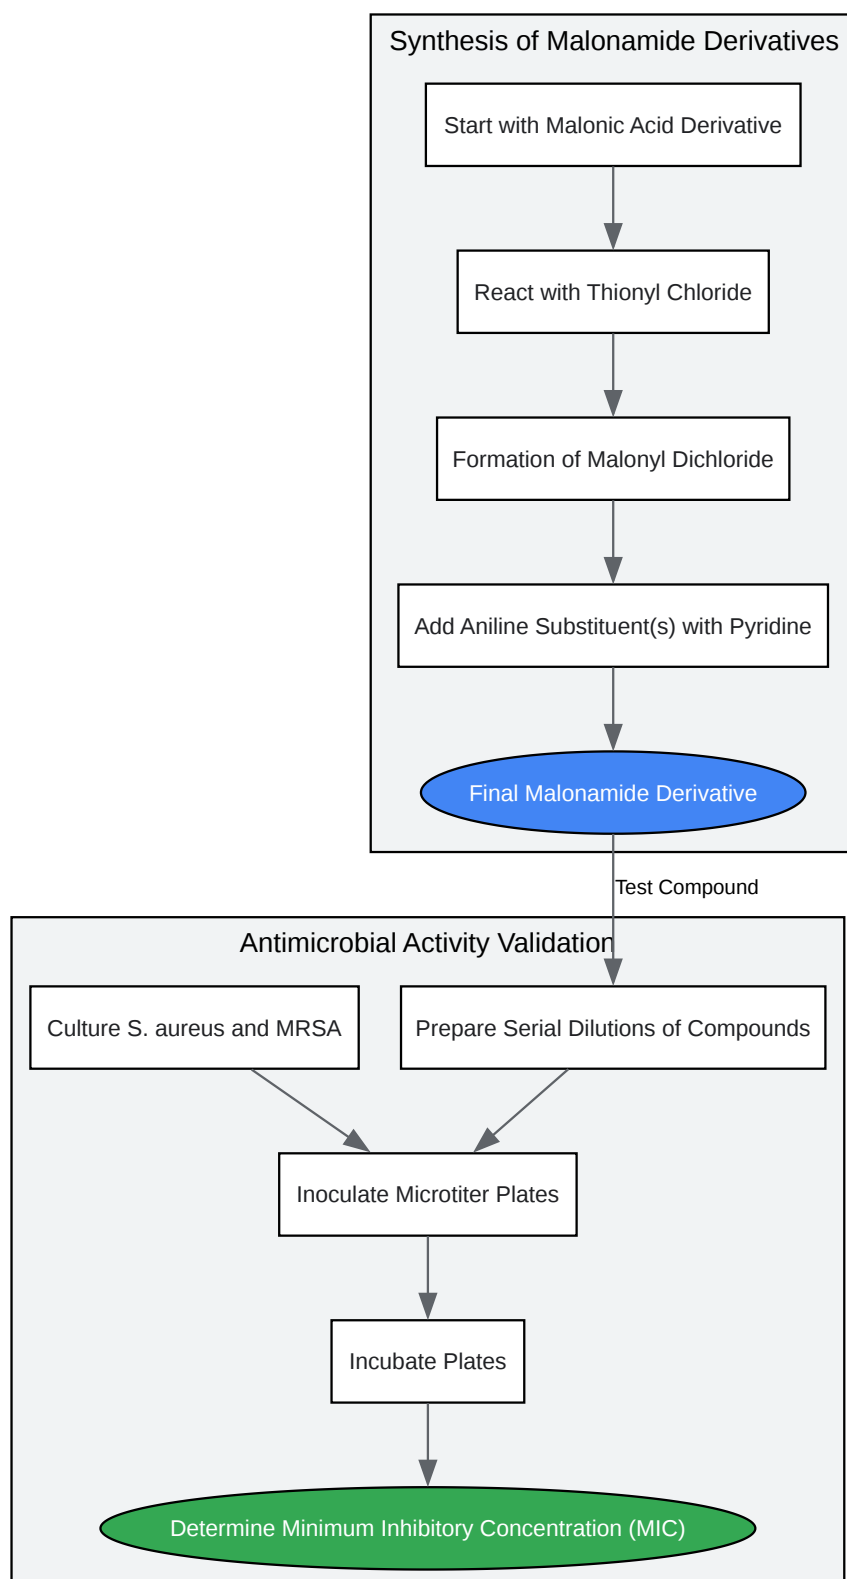 Synthesis of Malonamide Derivatives
Start with Malonic Acid Derivative
React with Thionyl Chloride
Formation of Malonyl Dichloride
Add Aniline Substituent(s) with Pyridine
Final Malonamide Derivative
Test Compound
Antimicrobial Activity Validation
Culture S. aureus and MRSA
Prepare Serial Dilutions of Compounds
Inoculate Microtiter Plates
Incubate Plates
Determine Minimum Inhibitory Concentration (MIC)